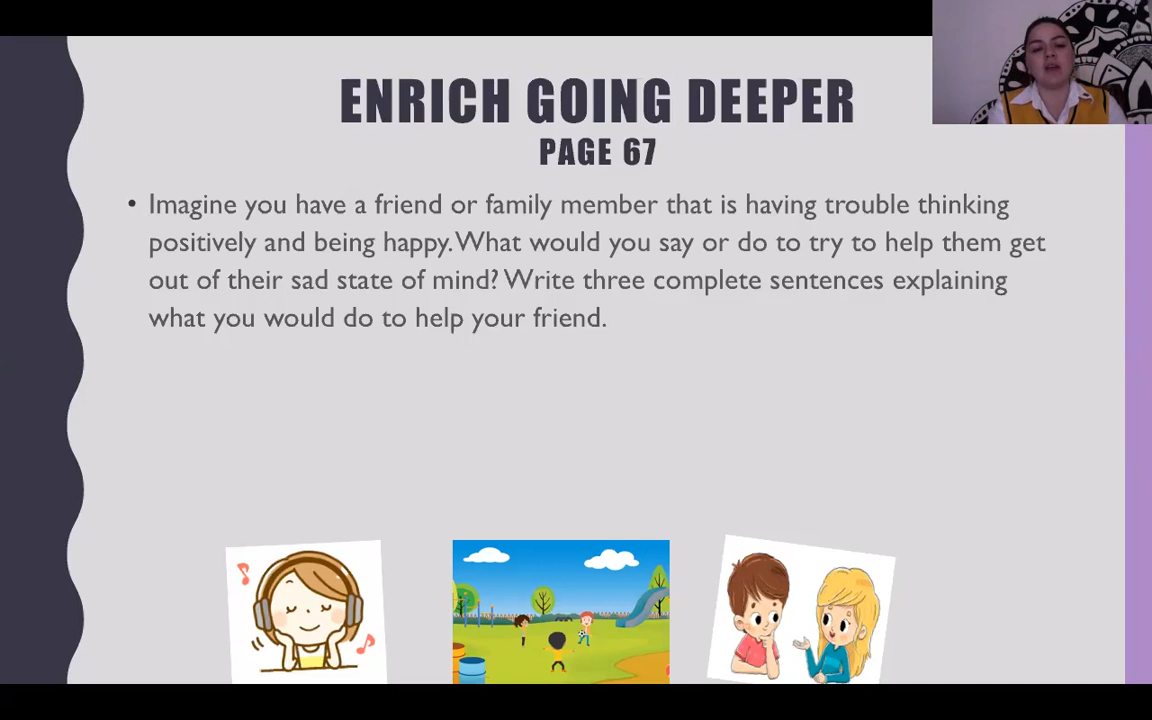 ENRICH GOING DEEPER
PAGE 67
• Imagine you have a friend or family member that is having trouble thinking
positively and being happy. What would you say or do to try to help them get
out of their sad state of mind? Write three complete sentences explaining
what you would do to help your friend.